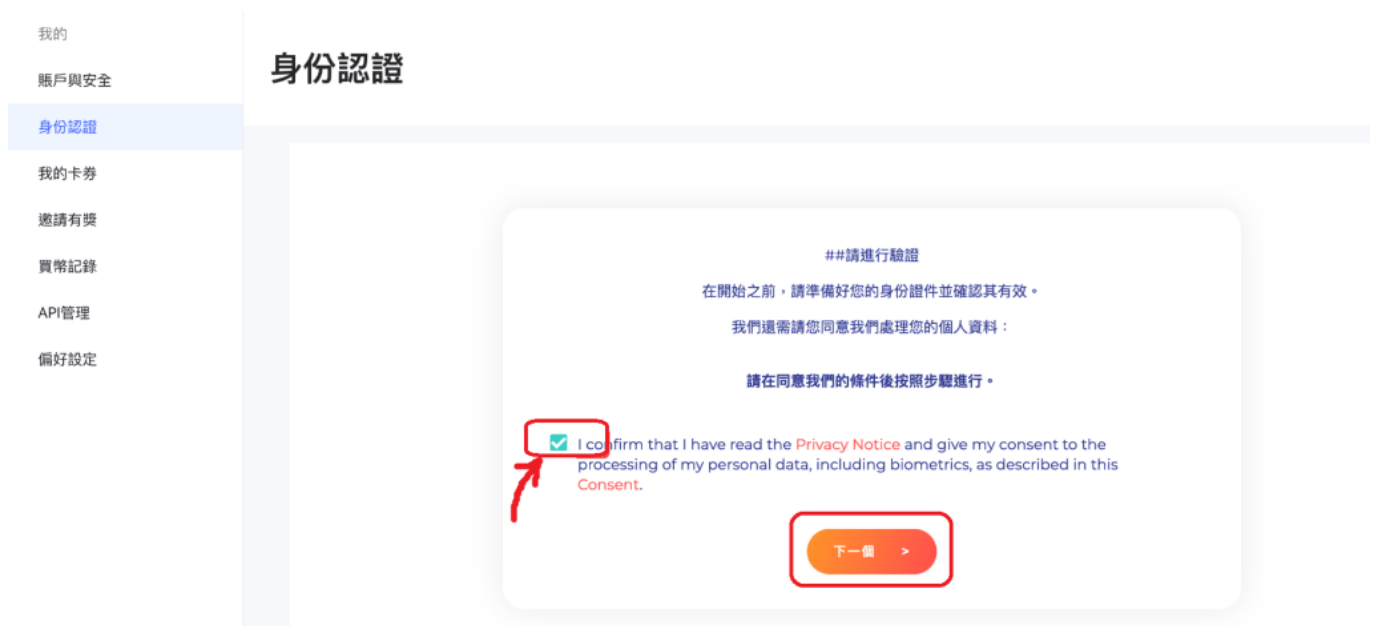 我的
賬戶與安全
身份認證
我的卡券
邀請有獎
買幣記錄
API管理
偏好設定
身份認證
##請進行驗證
在開始之前，請準備好您的身份證件並確認其有效。
我們還需請您同意我們處理您的個人資料：
請在同意我們的條件後按照步驟進行。
I confirm that I have read the Privacy Notice and give my consent to the
processing of my personal data, including biometrics, as described in this
Consent.
下一個 >